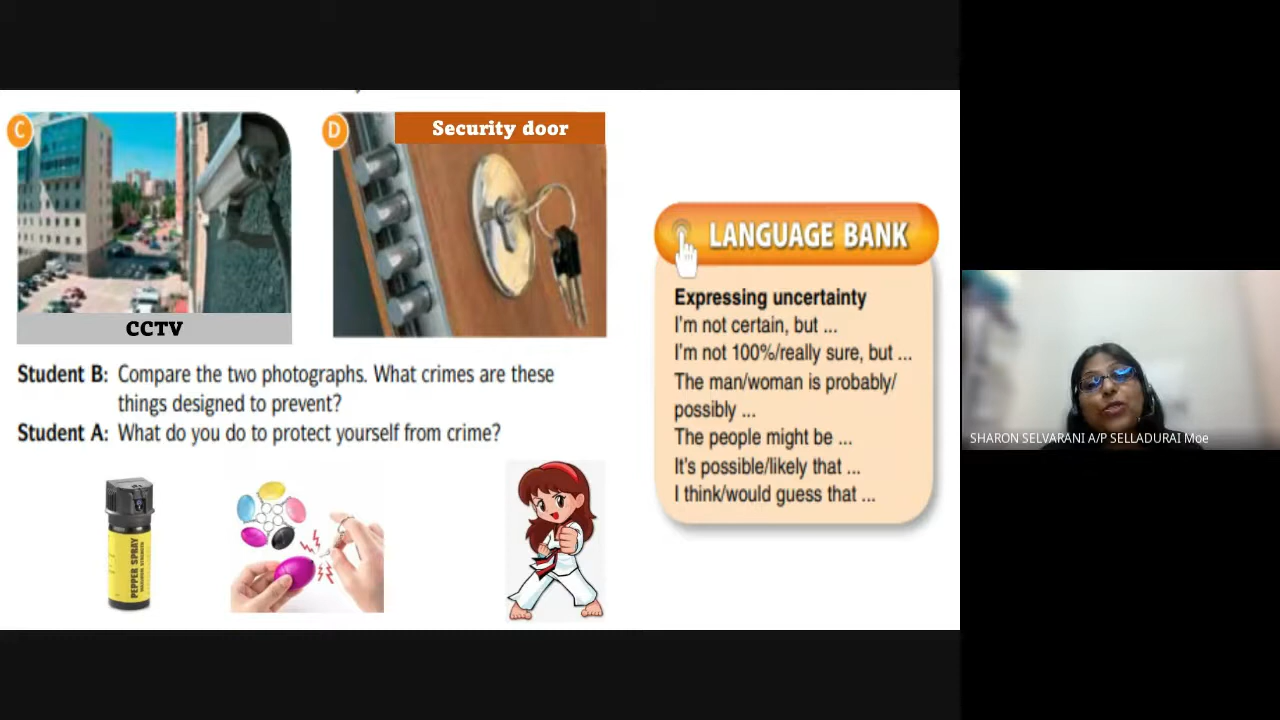 C
D
Security door
CCTV
Student B: Compare the two photographs. What crimes are these
things designed to prevent?
Student A: What do you do to protect yourself from crime?
PEPPER SPRAY
LANGUAGE BANK
Expressing uncertainty
I'm not certain, but ...
I'm not 100%/really sure, but ...
The man/woman is probably/
possibly ...
The people might be ...
It's possible/likely that ...
I think/would guess that ...
SHARON SELVARANI A/P SELLADURAI Moe